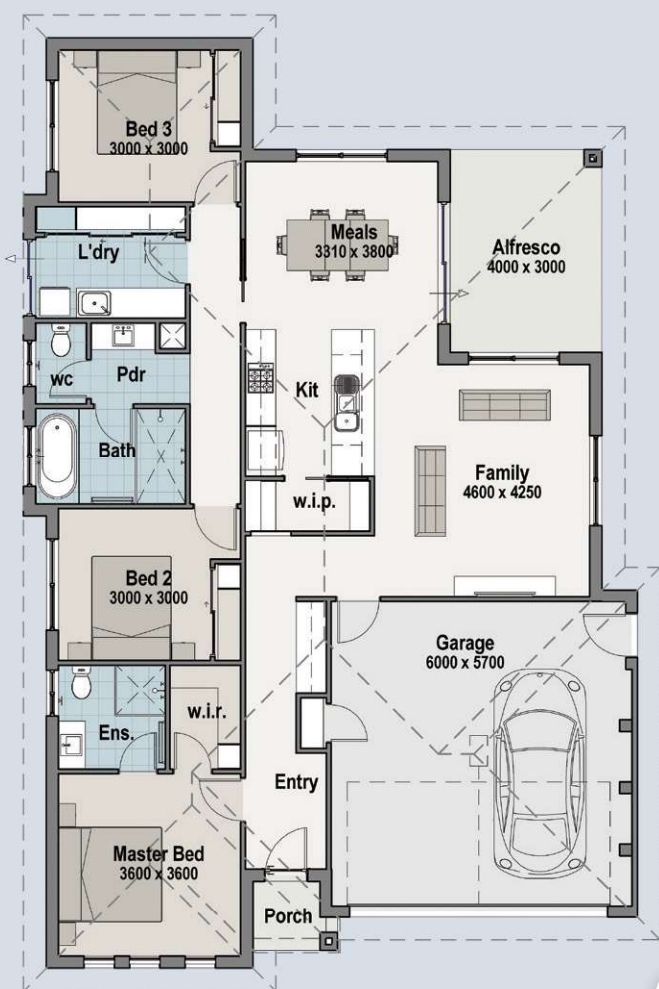 Bed 3
3000 x 3000
L'dry
Meals
3310 x 3800
Alfresco
4000 x 3000
wc
Pdr
Kit
Bath
Family
4600 x 4250
w.i.p.
Bed 2
3000 x 3000
Garage
6000 x 5700
Ens.
w.i.r.
Entry
Master Bed
3600 x 3600
Porch